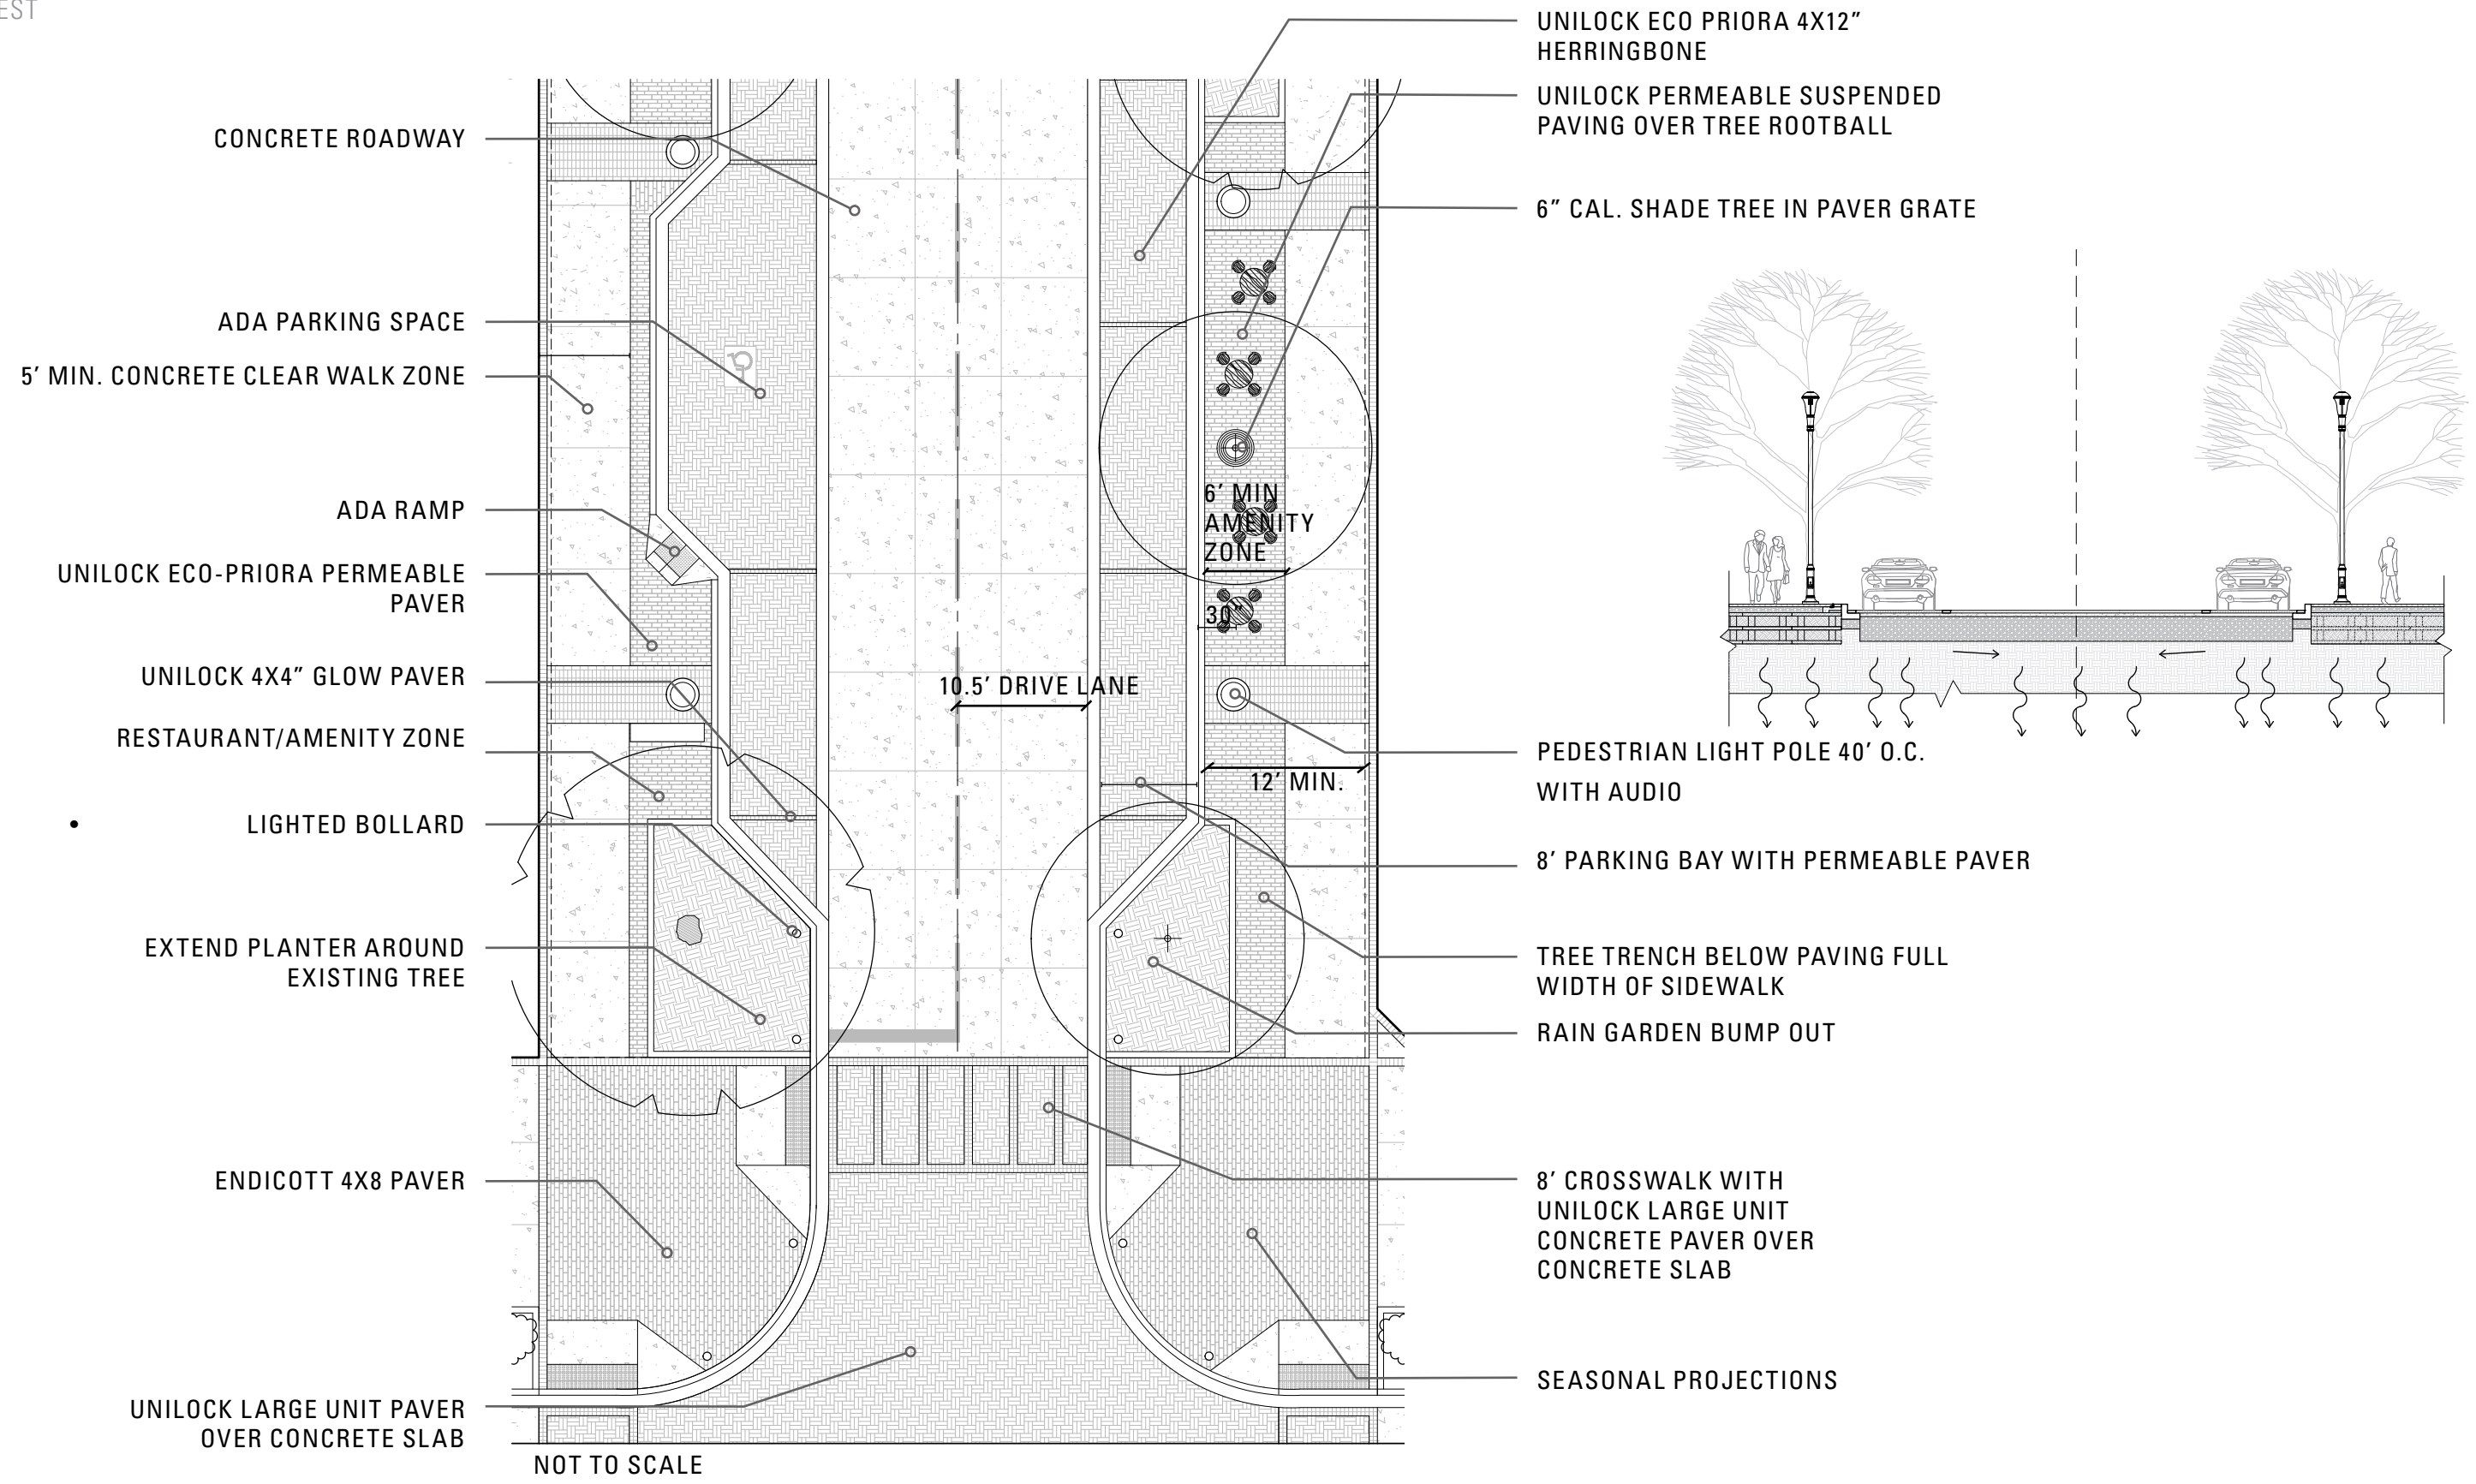 EST
CONCRETE ROADWAY
ADA PARKING SPACE
5’ MIN. CONCRETE CLEAR WALK ZONE
ADA RAMP
UNILOCK ECO-PRIORA PERMEABLE
PAVER
UNILOCK 4X4” GLOW PAVER
RESTAURANT/AMENITY ZONE
• LIGHTED BOLLARD
EXTEND PLANTER AROUND
EXISTING TREE
ENDICOTT 4X8 PAVER
UNILOCK LARGE UNIT PAVER
OVER CONCRETE SLAB
6’ MIN
AMENITY
ZONE
30”
10.5’ DRIVE LANE
12’ MIN.
NOT TO SCALE
UNILOCK ECO PRIORA 4X12”
HERRINGBONE
UNILOCK PERMEABLE SUSPENDED
PAVING OVER TREE ROOTBALL
6” CAL. SHADE TREE IN PAVER GRATE
PEDESTRIAN LIGHT POLE 40’ O.C.
WITH AUDIO
8’ PARKING BAY WITH PERMEABLE PAVER
TREE TRENCH BELOW PAVING FULL
WIDTH OF SIDEWALK
RAIN GARDEN BUMP OUT
8’ CROSSWALK WITH
UNILOCK LARGE UNIT
CONCRETE PAVER OVER
CONCRETE SLAB
SEASONAL PROJECTIONS